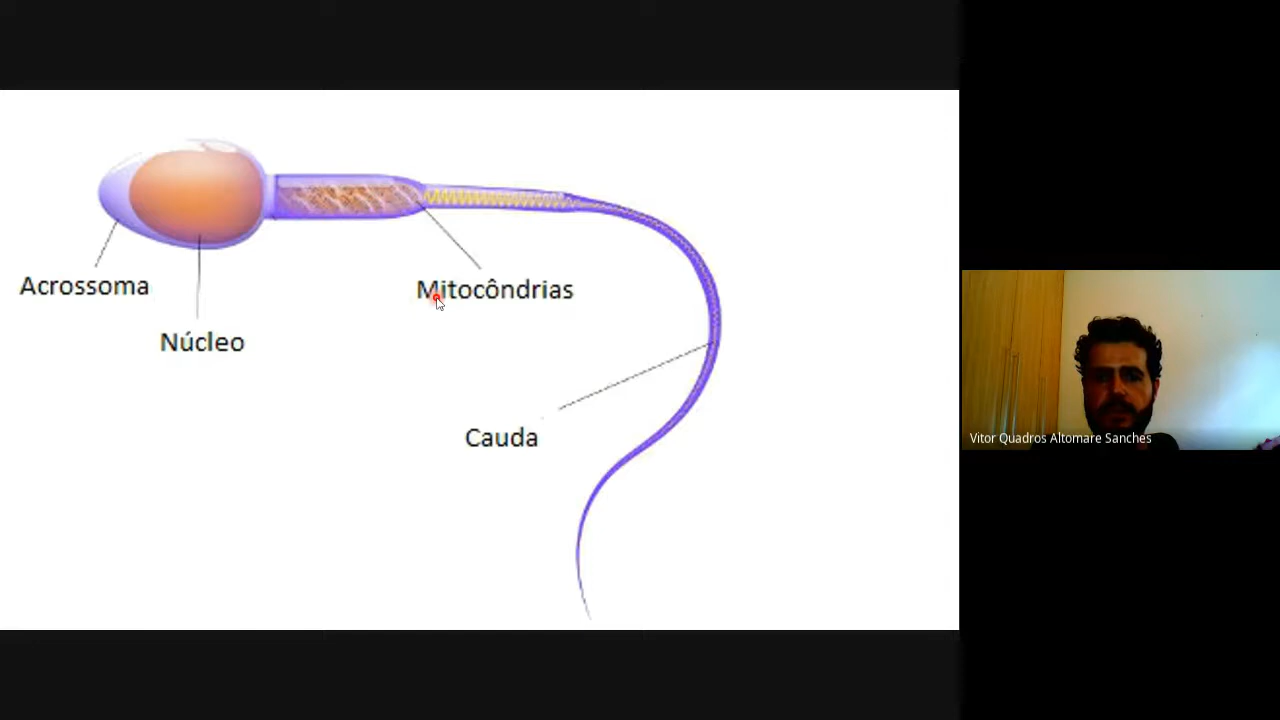 Acrossoma
Núcleo
Mitocôndrias
Cauda
Vitor Quadros Altomare Sanches